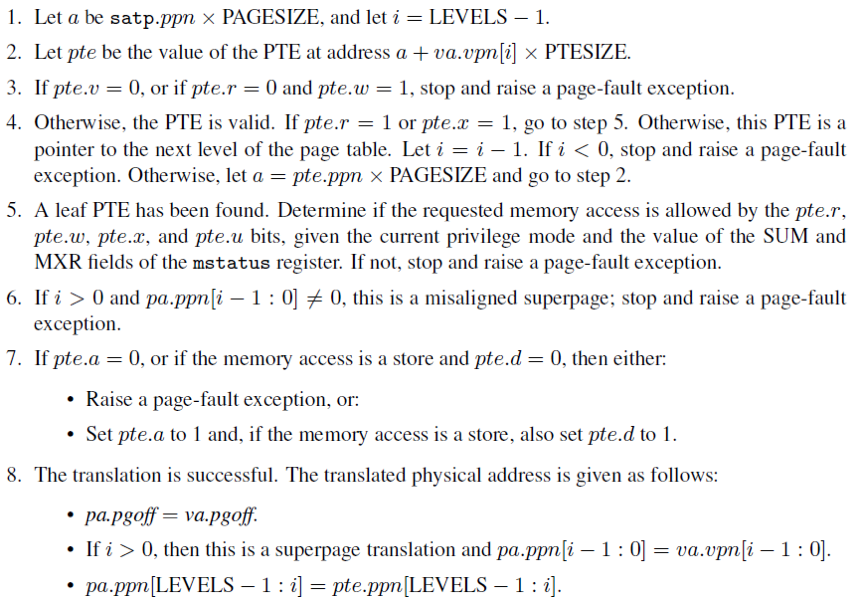 1. Let a be satp.ppn × PAGESIZE, and let i = LEVELS − 1.
2. Let pte be the value of the PTE at address a + va.vpn[i] × PTESIZE.
3. If pte.v = 0, or if pte.r = 0 and pte.w = 1, stop and raise a page-fault exception.
4. Otherwise, the PTE is valid. If pte.r = 1 or pte.x = 1, go to step 5. Otherwise, this PTE is a
pointer to the next level of the page table. Let i = i − 1. If i < 0, stop and raise a page-fault
exception. Otherwise, let a = pte.ppn × PAGESIZE and go to step 2.
5. A leaf PTE has been found. Determine if the requested memory access is allowed by the pte.r,
pte.w, pte.x, and pte.u bits, given the current privilege mode and the value of the SUM and
MXR fields of the mstatus register. If not, stop and raise a page-fault exception.
6. If i > 0 and pa.ppn[i − 1 : 0] ≠ 0, this is a misaligned superpage; stop and raise a page-fault
exception.
7. If pte.a = 0, or if the memory access is a store and pte.d = 0, then either:
• Raise a page-fault exception, or:
• Set pte.a to 1 and, if the memory access is a store, also set pte.d to 1.
8. The translation is successful. The translated physical address is given as follows:
• pa.pgoff = va.pgoff.
• If i > 0, then this is a superpage translation and pa.ppn[i − 1 : 0] = va.vpn[i − 1 : 0].
• pa.ppn[LEVELS − 1 : i] = pte.ppn[LEVELS − 1 : i].